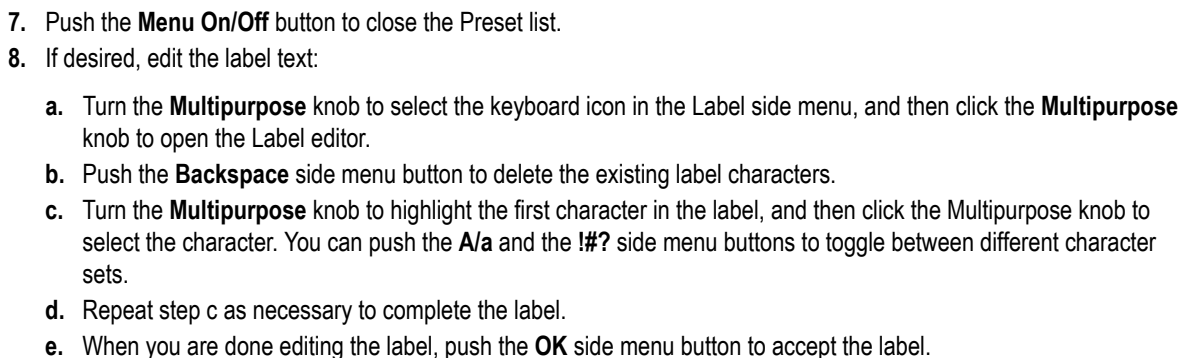 7. Push the Menu On/Off button to close the Preset list.
8. If desired, edit the label text:
a. Turn the Multipurpose knob to select the keyboard icon in the Label side menu, and then click the Multipurpose
knob to open the Label editor.
b. Push the Backspace side menu button to delete the existing label characters.
c. Turn the Multipurpose knob to highlight the first character in the label, and then click the Multipurpose knob to
select the character. You can push the A/a and the !#? side menu buttons to toggle between different character
sets.
d. Repeat step c as necessary to complete the label.
e. When you are done editing the label, push the OK side menu button to accept the label.